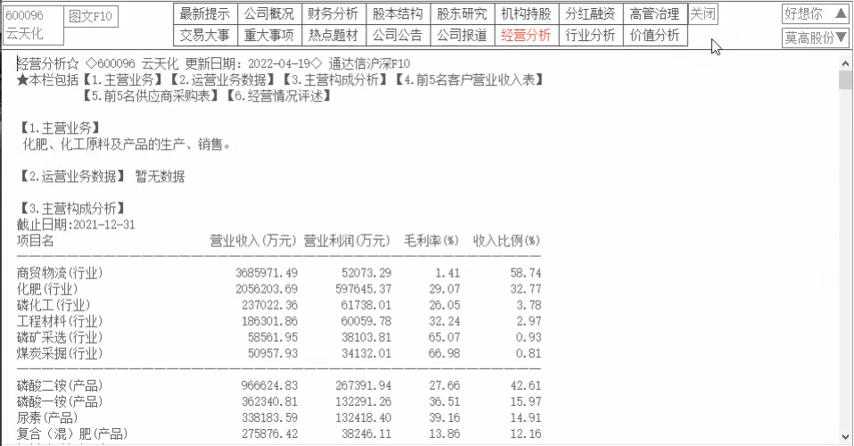 600096 图文F10 最新提示 公司概况 财务分析 股本结构 股东研究 机构持股 分红融资 高管治理 关闭 好想你▲
云天化 交易大事 重大事项 热点题材 公司公告 公司报道 经营分析 行业分析 价值分析 莫高股份▼
经营分析☆ ◇600096 云天化 更新日期：2022-04-19◇ 通达信沪深F10
★本栏包括【1.主营业务】【2.运营业务数据】【3.主营构成分析】【4.前5名客户营业收入表】
【5.前5名供应商采购表】【6.经营情况评述】
【1.主营业务】
化肥、化工原料及产品的生产、销售。
【2.运营业务数据】 暂无数据
【3.主营构成分析】
截止日期:2021-12-31
项目名 营业收入(万元) 营业利润(万元) 毛利率(%) 收入比例(%)
商贸物流(行业) 3685971.49 52073.29 1.41 58.74
化肥(行业) 2056203.69 597645.37 29.07 32.77
磷化工(行业) 237022.36 61738.01 26.05 3.78
工程材料(行业) 186301.86 60059.78 32.24 2.97
磷矿采选(行业) 58561.95 38103.81 65.07 0.93
煤炭采掘(行业) 50957.93 34132.01 66.98 0.81
磷酸二铵(产品) 966624.83 267391.94 27.66 42.61
磷酸一铵(产品) 362340.81 132291.26 36.51 15.97
尿素(产品) 338183.59 132418.40 39.16 14.91
复合（混）肥(产品) 275876.42 38246.11 13.86 12.16